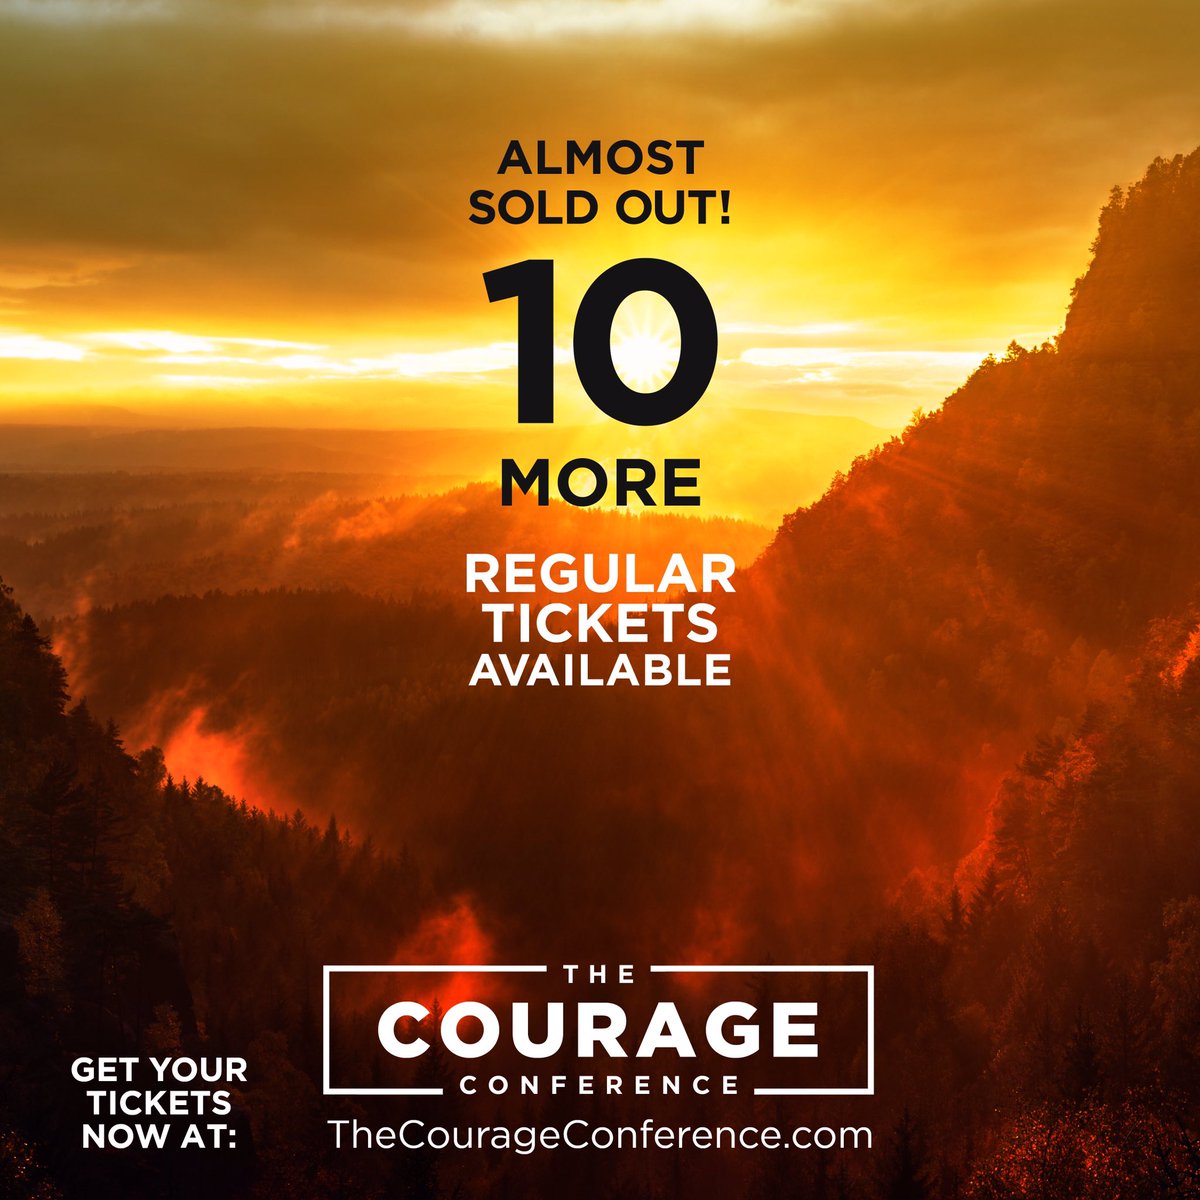 ALMOST
SOLD OUT!
10
MORE
REGULAR
TICKETS
AVAILABLE
THE
COURAGE
CONFERENCE
GET YOUR
TICKETS
NOW AT:
TheCourageConference.com